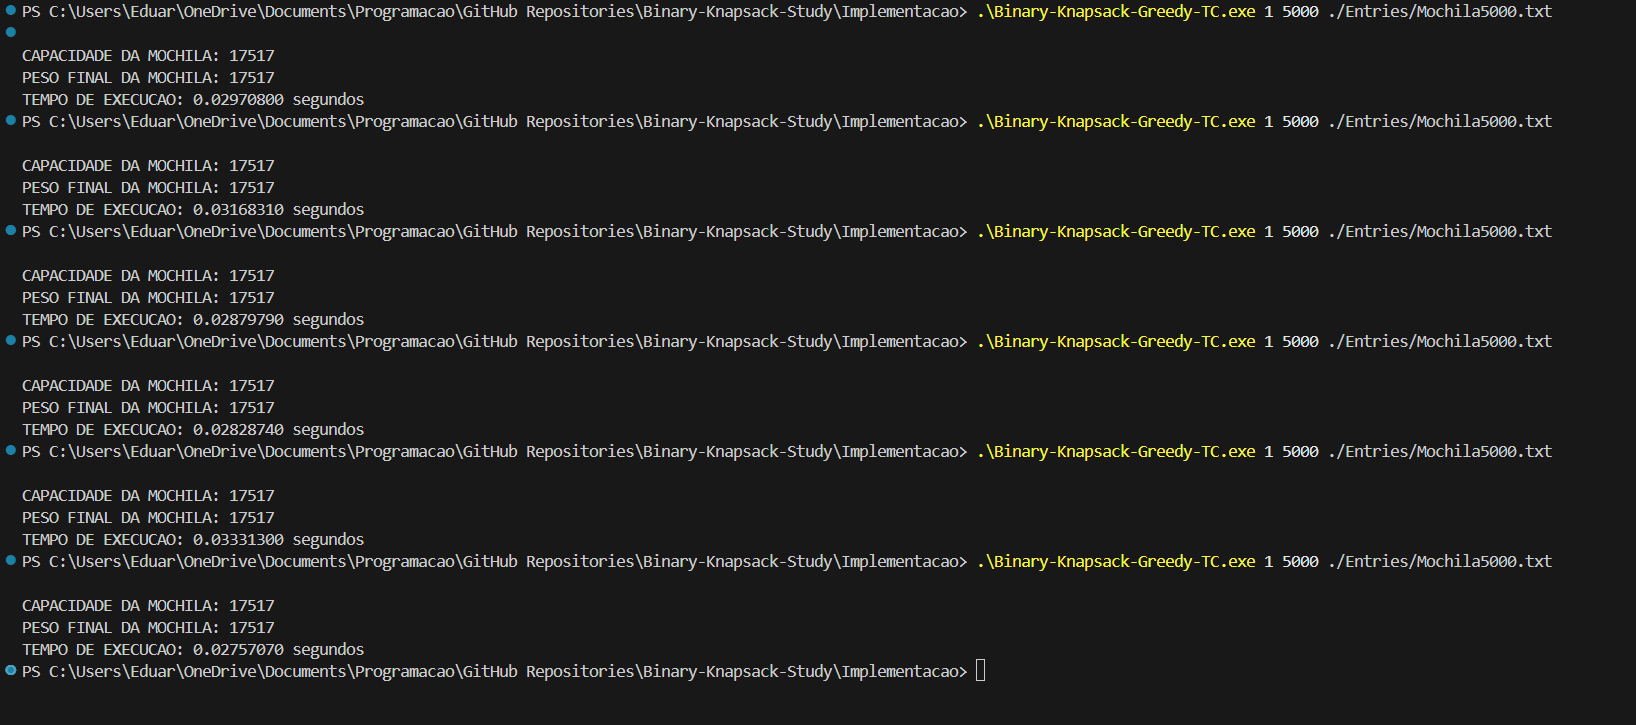 PS C:\Users\Eduar\OneDrive\Documents\Programacao\GitHub Repositories\Binary-Knapsack-Study\Implementacao> .\Binary-Knapsack-Greedy-TC.exe 1 5000 ./Entries/Mochila5000.txt
CAPACIDADE DA MOCHILA: 17517
PESO FINAL DA MOCHILA: 17517
TEMPO DE EXECUCAO: 0.02970800 segundos
PS C:\Users\Eduar\OneDrive\Documents\Programacao\GitHub Repositories\Binary-Knapsack-Study\Implementacao> .\Binary-Knapsack-Greedy-TC.exe 1 5000 ./Entries/Mochila5000.txt
CAPACIDADE DA MOCHILA: 17517
PESO FINAL DA MOCHILA: 17517
TEMPO DE EXECUCAO: 0.03168310 segundos
PS C:\Users\Eduar\OneDrive\Documents\Programacao\GitHub Repositories\Binary-Knapsack-Study\Implementacao> .\Binary-Knapsack-Greedy-TC.exe 1 5000 ./Entries/Mochila5000.txt
CAPACIDADE DA MOCHILA: 17517
PESO FINAL DA MOCHILA: 17517
TEMPO DE EXECUCAO: 0.02879790 segundos
PS C:\Users\Eduar\OneDrive\Documents\Programacao\GitHub Repositories\Binary-Knapsack-Study\Implementacao> .\Binary-Knapsack-Greedy-TC.exe 1 5000 ./Entries/Mochila5000.txt
CAPACIDADE DA MOCHILA: 17517
PESO FINAL DA MOCHILA: 17517
TEMPO DE EXECUCAO: 0.02828740 segundos
PS C:\Users\Eduar\OneDrive\Documents\Programacao\GitHub Repositories\Binary-Knapsack-Study\Implementacao> .\Binary-Knapsack-Greedy-TC.exe 1 5000 ./Entries/Mochila5000.txt
CAPACIDADE DA MOCHILA: 17517
PESO FINAL DA MOCHILA: 17517
TEMPO DE EXECUCAO: 0.03331300 segundos
PS C:\Users\Eduar\OneDrive\Documents\Programacao\GitHub Repositories\Binary-Knapsack-Study\Implementacao> .\Binary-Knapsack-Greedy-TC.exe 1 5000 ./Entries/Mochila5000.txt
CAPACIDADE DA MOCHILA: 17517
PESO FINAL DA MOCHILA: 17517
TEMPO DE EXECUCAO: 0.02757070 segundos
PS C:\Users\Eduar\OneDrive\Documents\Programacao\GitHub Repositories\Binary-Knapsack-Study\Implementacao>